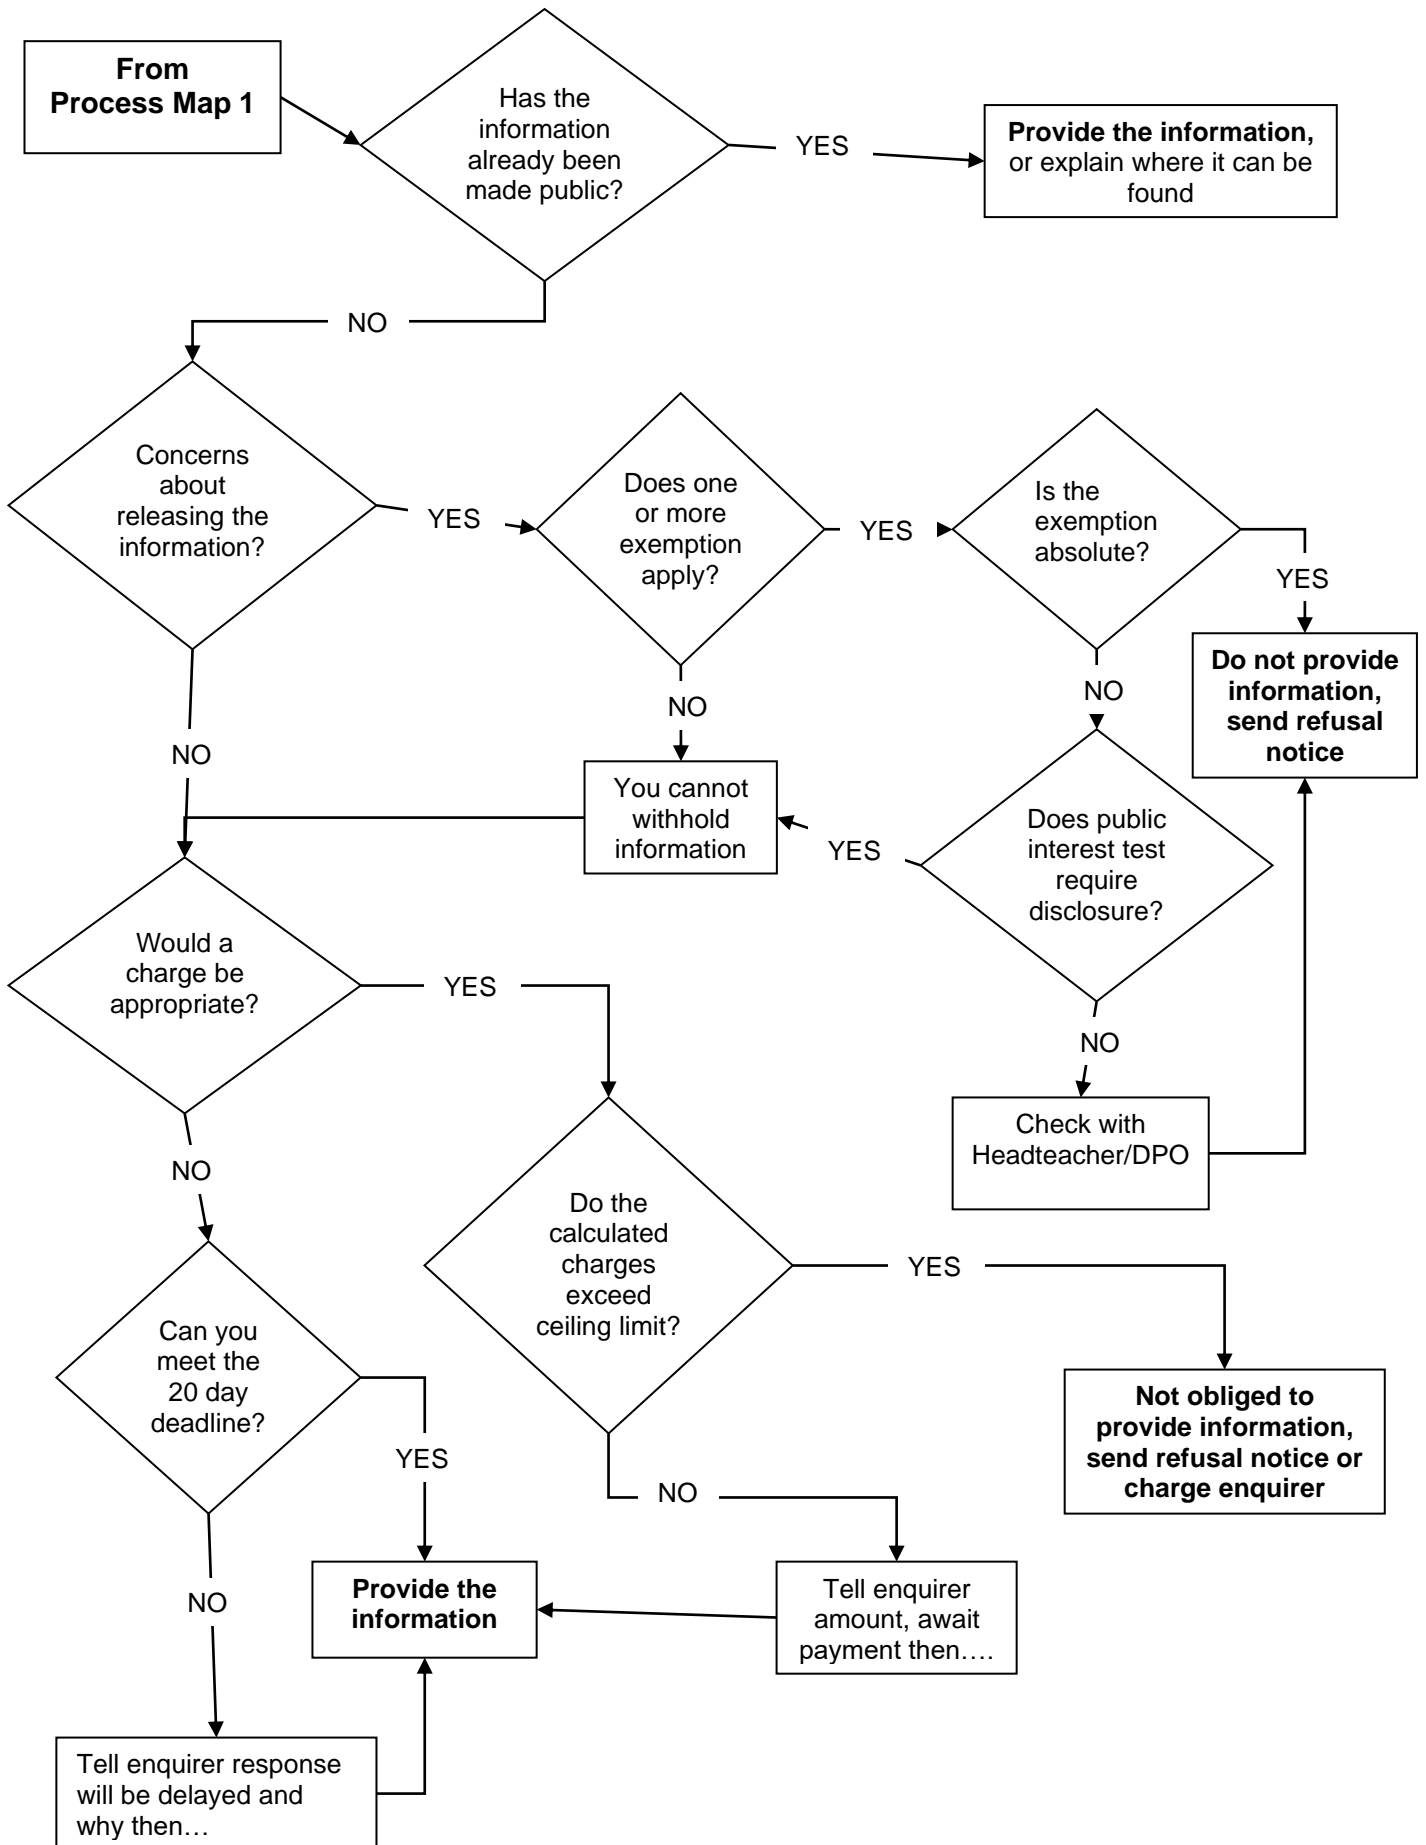 From
Process Map 1
Has the
information
already been
made public?
YES
Provide the information,
or explain where it can be
found
NO
Concerns
about
releasing the
information?
YES
Does one
or more
exemption
apply?
YES
Is the
exemption
absolute?
YES
Do not provide
information,
send refusal
notice
NO
NO
NO
You cannot
withhold
information
YES
Does public
interest test
require
disclosure?
Would a
charge be
appropriate?
YES
NO
Check with
Headteacher/DPO
NO
Do the
calculated
charges
exceed
ceiling limit?
YES
Can you
meet the
20 day
deadline?
YES
Not obliged to
provide information,
send refusal notice or
charge enquirer
NO
NO
Provide the
information
Tell enquirer
amount, await
payment then….
Tell enquirer response
will be delayed and
why then…